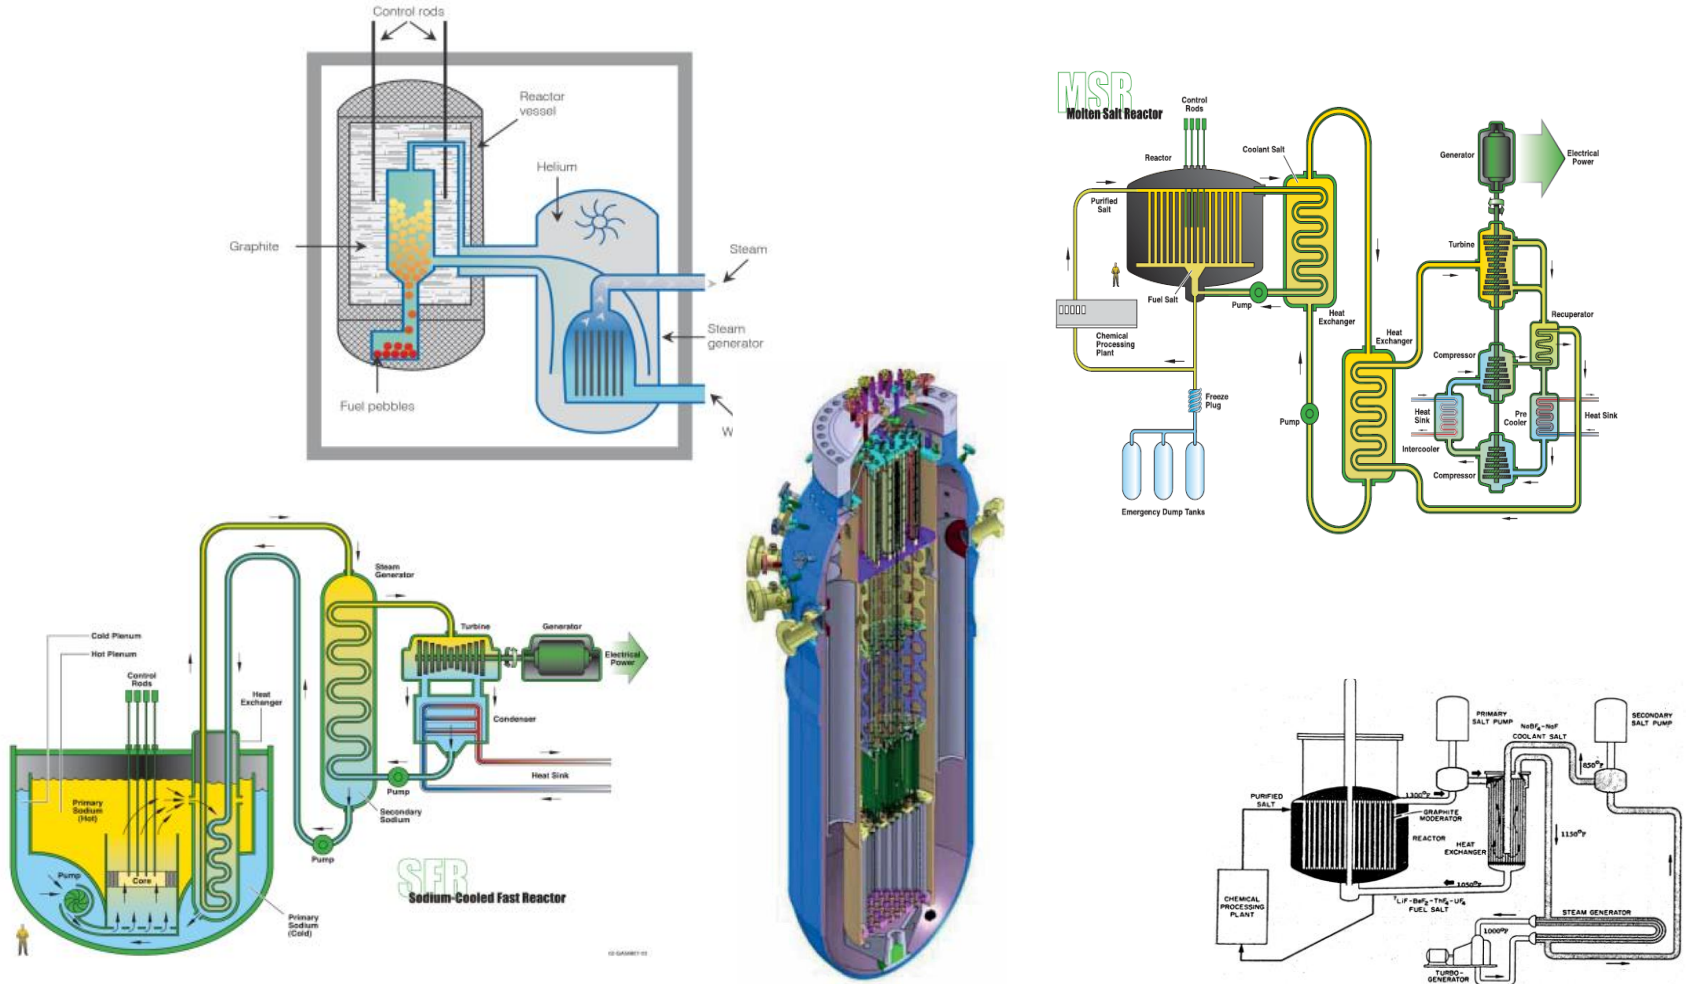 Control rods
Reactor
vessel
Helium
Graphite
Steam
Steam
generator
Fuel pebbles
W
MSR
Molten Salt Reactor
Control
Rods
Reactor
Coolant Salt
Purified
Salt
Fuel Salt
Pump
Heat
Exchanger
Chemical
Processing
Plant
Freeze
Plug
Emergency Dump Tanks
Pump
Heat
Exchanger
Generator
Electrical
Power
Turbine
Recuperator
Compressor
Heat
Sink
Intercooler
Pre
Cooler
Heat Sink
Compressor
Cold Plenum
Hot Plenum
Control
Rods
Heat
Exchanger
Steam
Generator
Turbine
Generator
Electrical
Power
Condenser
Heat Sink
Pump
Secondary
Sodium
Pump
Primary
Sodium
(Hot)
Core
Pump
Primary
Sodium
(Cold)
SFR
Sodium-Cooled Fast Reactor
PRIMARY
SALT PUMP
NaBF₄-NaF
COOLANT SALT
SECONDARY
SALT PUMP
PURIFIED
SALT
1300°F
850°F
GRAPHITE
MODERATOR
REACTOR
HEAT
EXCHANGER
1150°F
1050°F
⁷LiF-BeF₂-ThF₄-UF₄
FUEL SALT
CHEMICAL
PROCESSING
PLANT
STEAM GENERATOR
1000°F
TURBO-
GENERATOR